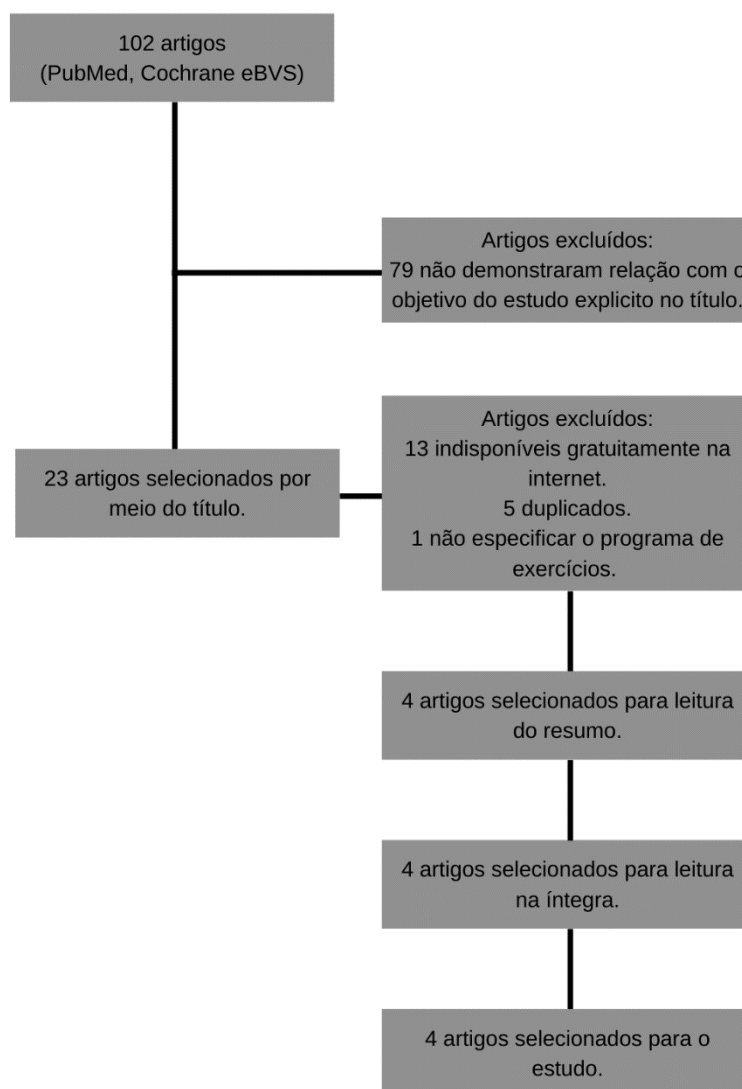 102 artigos
(PubMed, Cochrane eBVS)
Artigos excluídos:
79 não demonstraram relação com o
objetivo do estudo explicito no título.
23 artigos selecionados por
meio do título.
Artigos excluídos:
13 indisponíveis gratuitamente na
internet.
5 duplicados.
1 não especificar o programa de
exercícios.
4 artigos selecionados para leitura
do resumo.
4 artigos selecionados para leitura
na íntegra.
4 artigos selecionados para o
estudo.